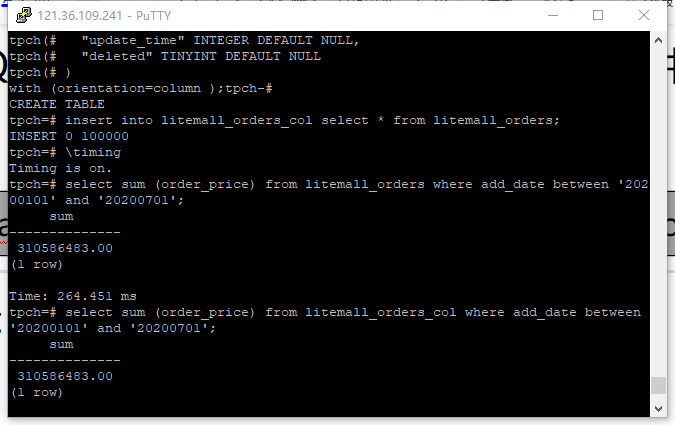 121.36.109.241 - PuTTY
tpch(#   "update_time" INTEGER DEFAULT NULL,
tpch(#   "deleted" TINYINT DEFAULT NULL
tpch(# )
with (orientation=column );tpch-#
CREATE TABLE
tpch=# insert into litemall_orders_col select * from litemall_orders;
INSERT 0 100000
tpch=# \timing
Timing is on.
tpch=# select sum (order_price) from litemall_orders where add_date between '202
00101' and '20200701';
     sum
--------------
 310586483.00
(1 row)

Time: 264.451 ms
tpch=# select sum (order_price) from litemall_orders_col where add_date between
'20200101' and '20200701';
     sum
--------------
 310586483.00
(1 row)